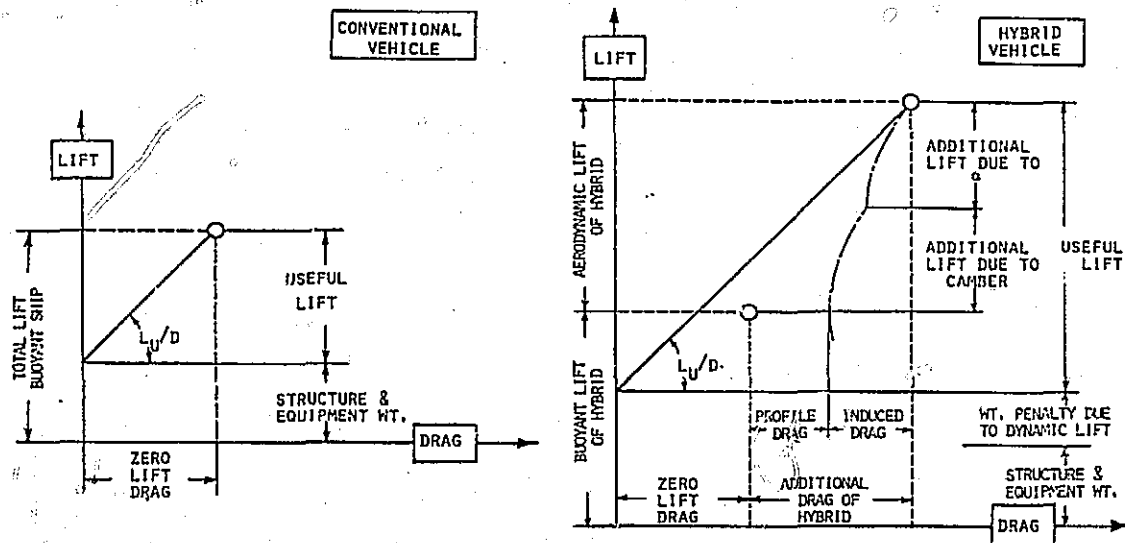 CONVENTIONAL
VEHICLE
LIFT
TOTAL LIFT
BUOYANT SHIP
USEFUL
LIFT
L_U/D
STRUCTURE &
EQUIPMENT WT.
DRAG
ZERO
LIFT
DRAG
HYBRID
VEHICLE
LIFT
AERODYNAMIC LIFT
OF HYBRID
BUOYANT LIFT
OF HYBRID
ADDITIONAL
LIFT DUE TO
α
ADDITIONAL
LIFT DUE TO
CAMBER
USEFUL
LIFT
L_U/D
PROFILE
DRAG
INDUCED
DRAG
WT. PENALTY DUE
TO DYNAMIC LIFT
ZERO
LIFT
DRAG
ADDITIONAL
DRAG OF
HYBRID
STRUCTURE &
EQUIPMENT WT.
DRAG